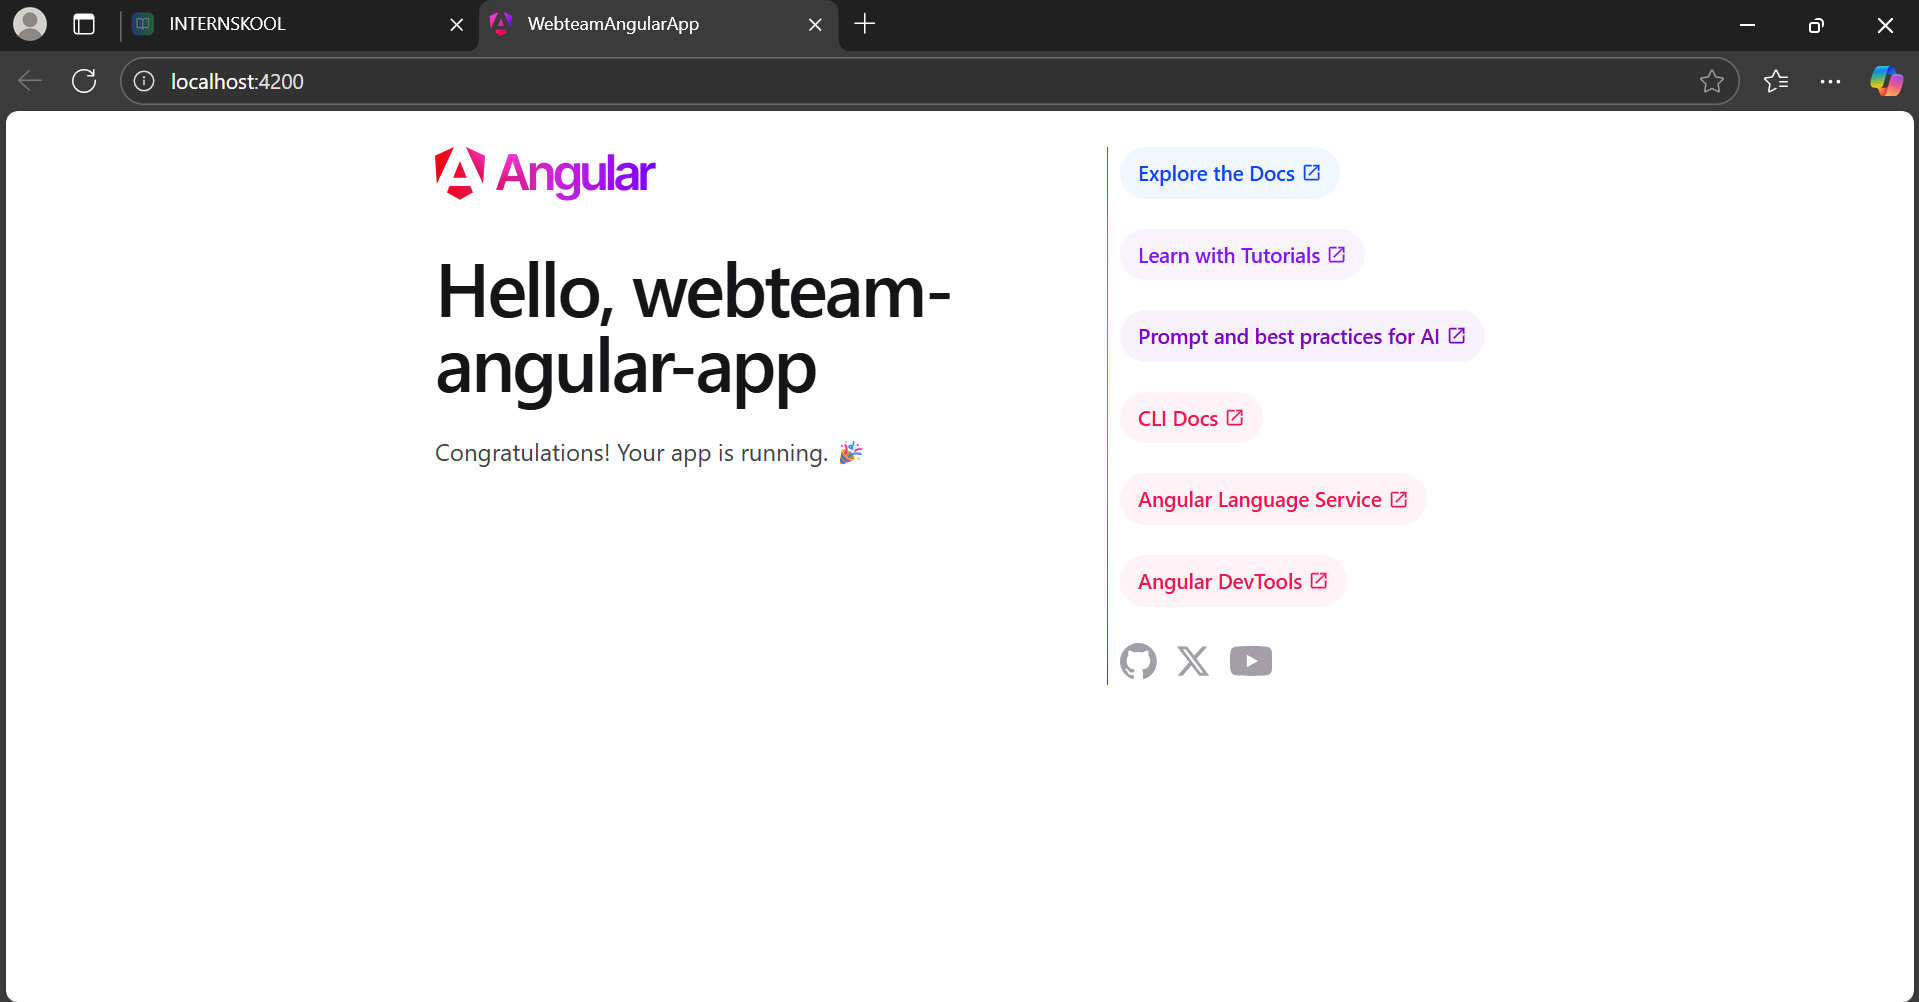 INTERNSKOOL
WebteamAngularApp
localhost:4200
Angular
Hello, webteam-
angular-app
Congratulations! Your app is running. 🎉
Explore the Docs
Learn with Tutorials
Prompt and best practices for AI
CLI Docs
Angular Language Service
Angular DevTools